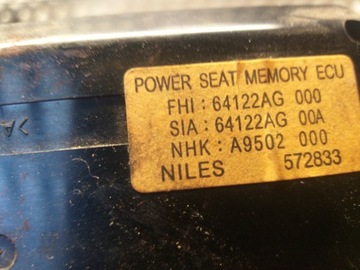 POWER SEAT MEMORY ECU
FHI : 64122AG 000
SIA : 64122AG 00A
NHK : A9502 000
NILES 572833